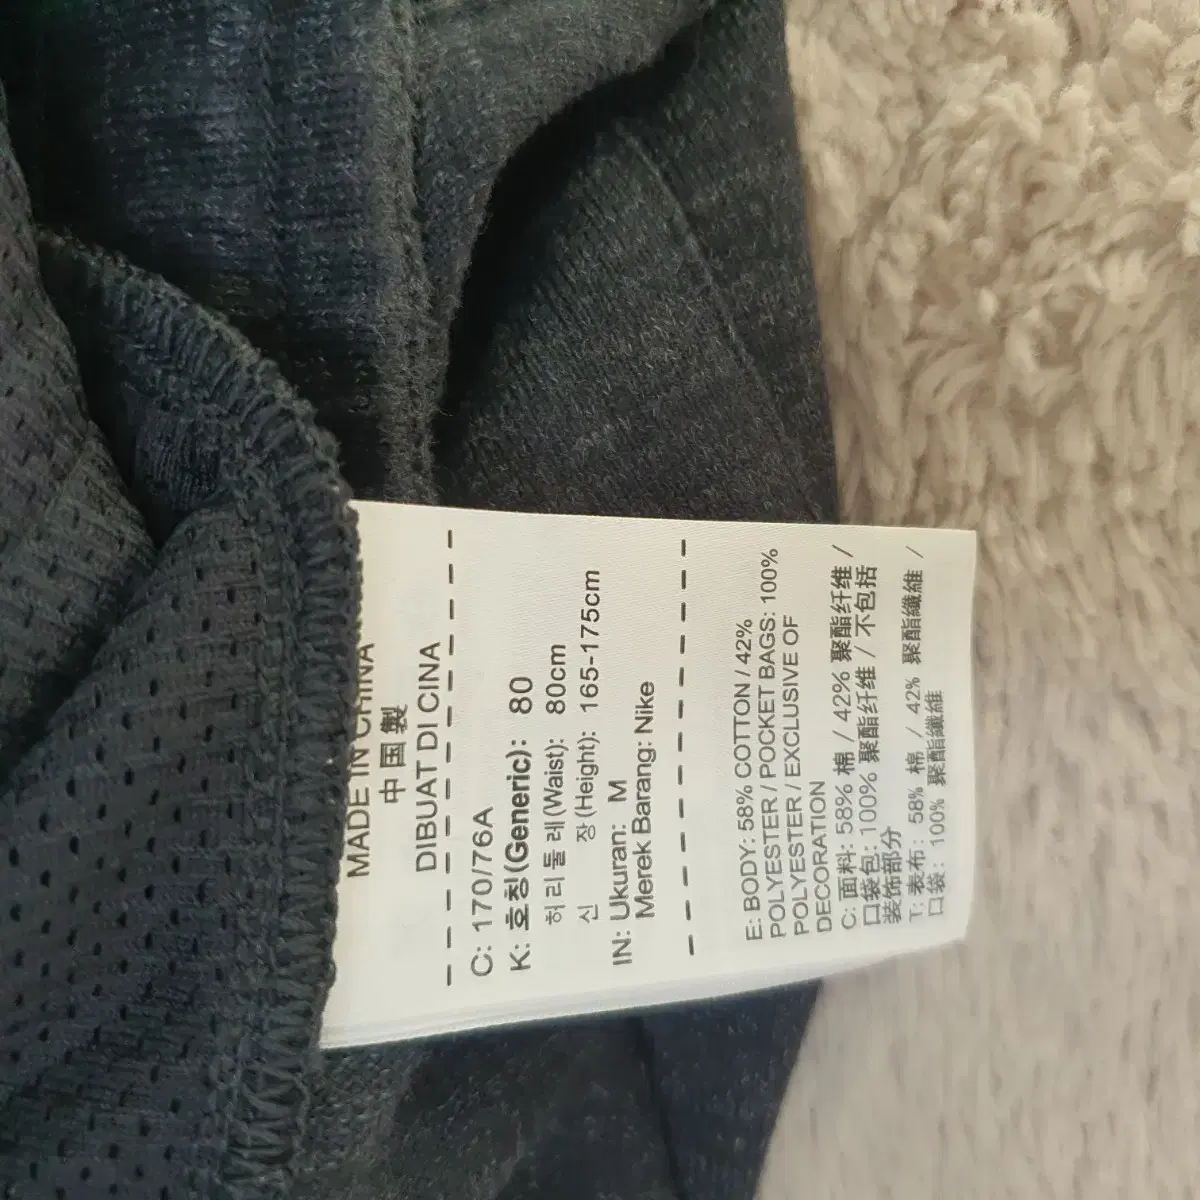 MADE IN CHINA
中国製
DIBUAT DI CINA
C: 170/76A
K: 호칭(Generic): 80
허리둘레(Waist): 80cm
신 장(Height): 165-175cm
IN: Ukuran: M
Merek Barang: Nike
E: BODY: 58% COTTON / 42%
POLYESTER / POCKET BAGS: 100%
POLYESTER / EXCLUSIVE OF
DECORATION
C: 面料: 58% 棉 / 42% 聚酯纤维 /
口袋包: 100% 聚酯纤维 / 不包括
装饰部分
T: 表布: 58% 棉 / 42% 聚酯纖維 /
口袋: 100% 聚酯纖維